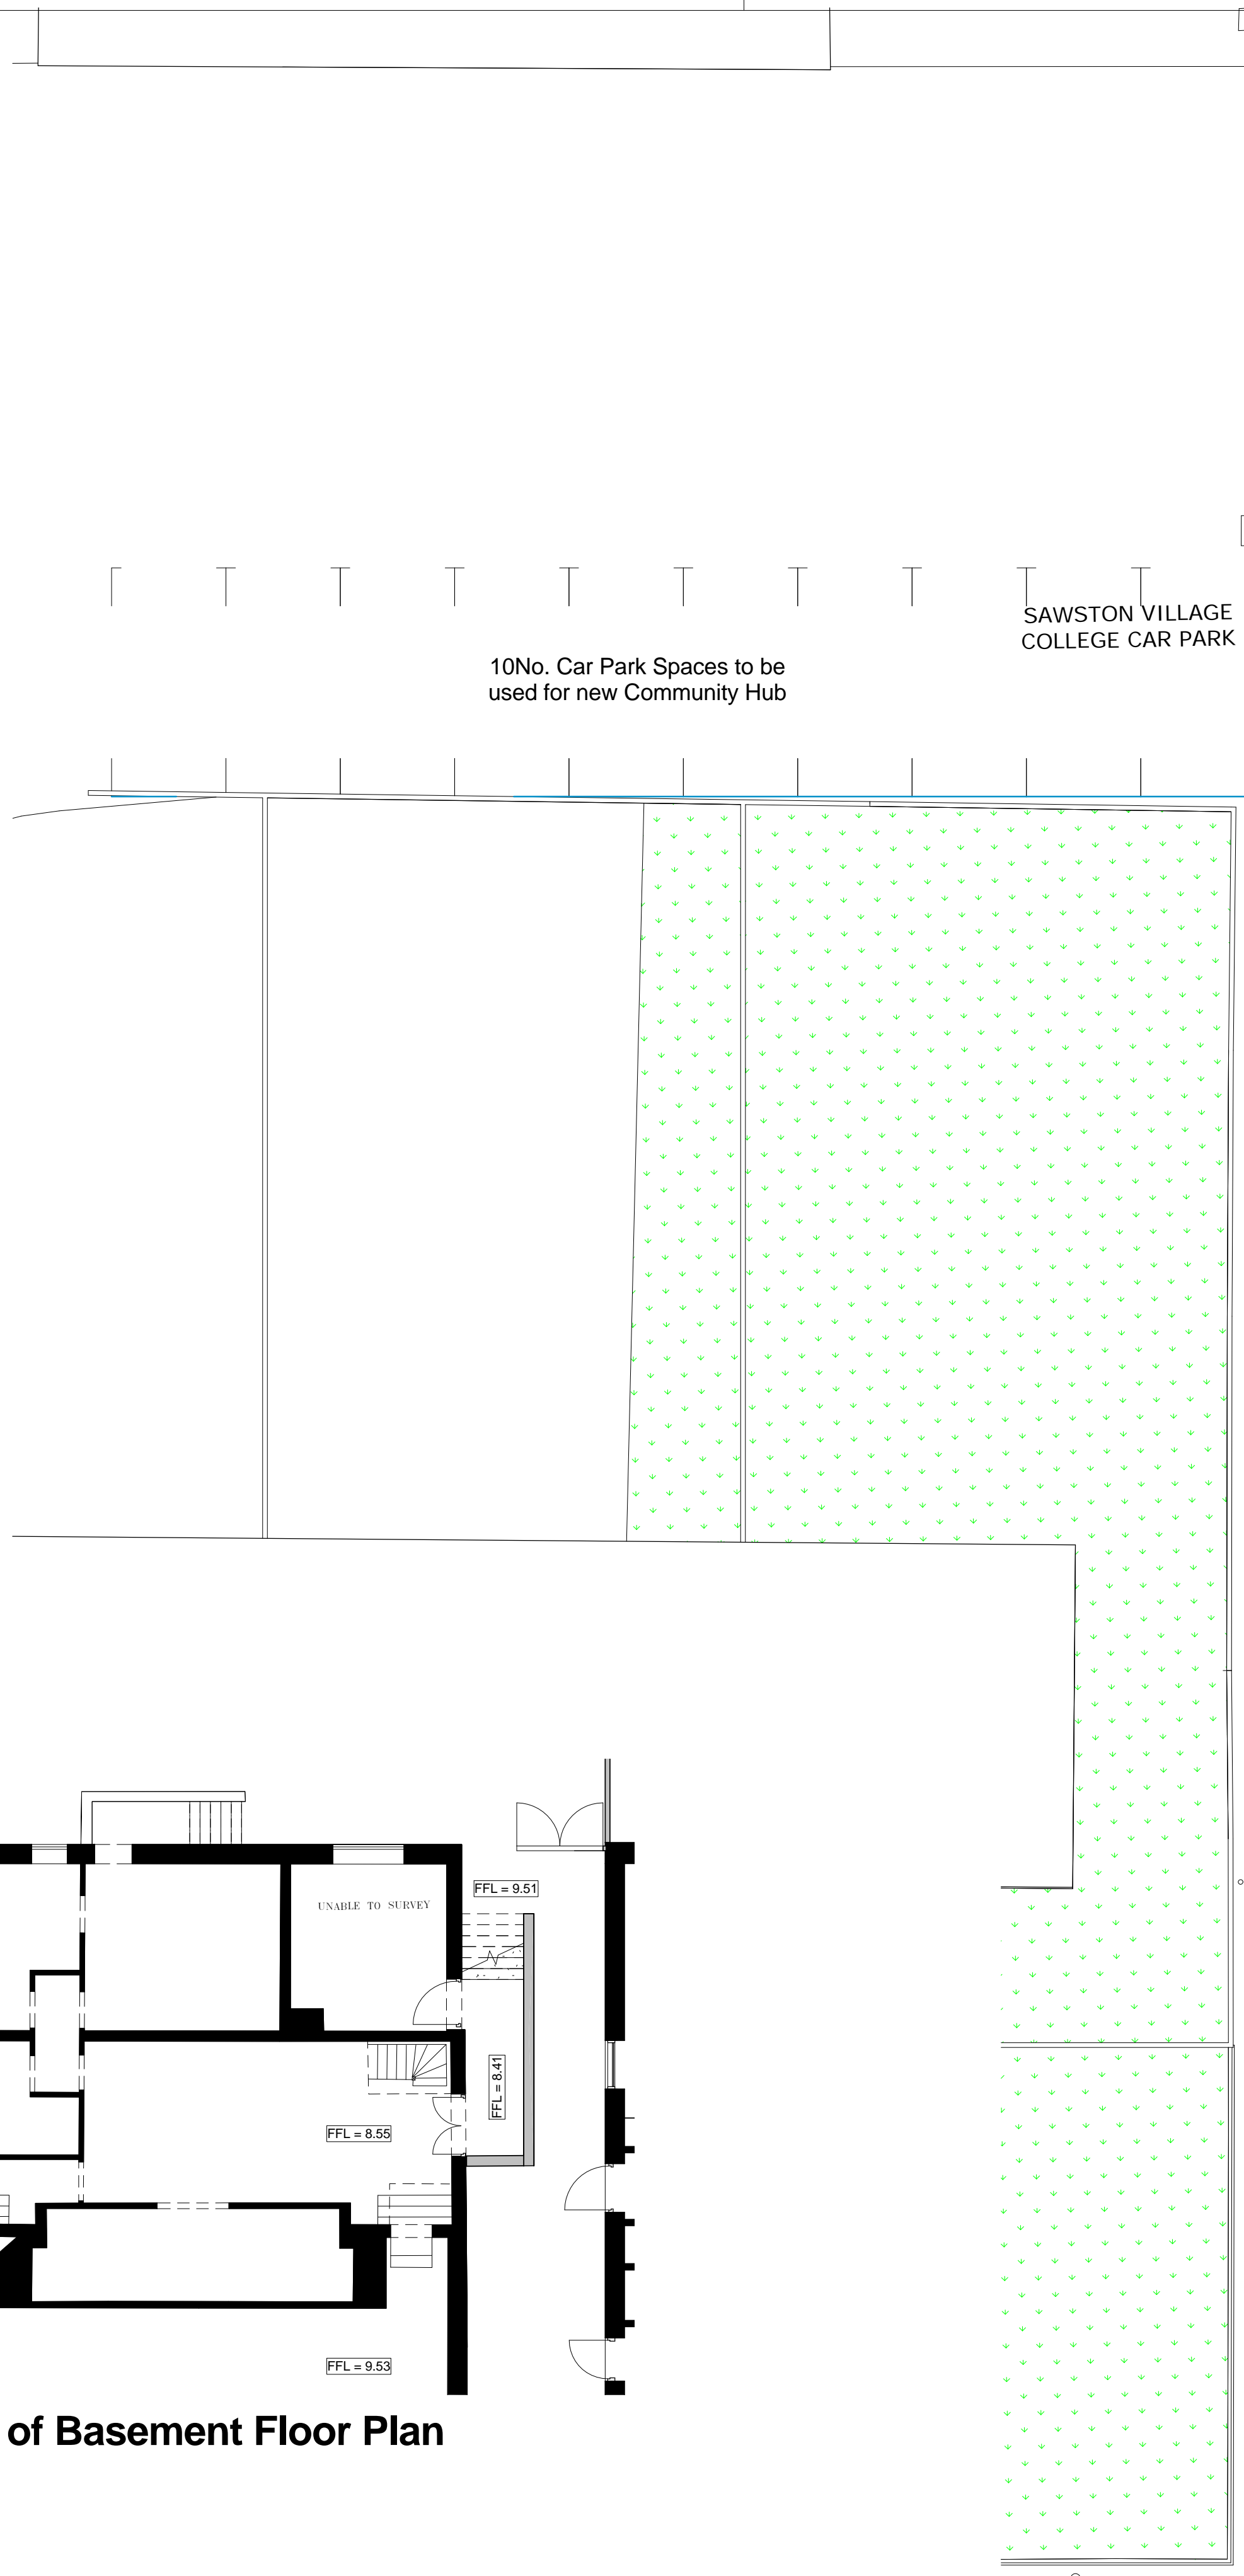 SAWSTON VILLAGE
COLLEGE CAR PARK
10No. Car Park Spaces to be
used for new Community Hub
FFL = 9.51
UNABLE TO SURVEY
FFL = 8.41
FFL = 8.55
FFL = 9.53
of Basement Floor Plan